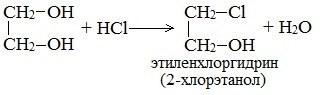 CH₂−OH CH₂−Cl
| + HCl ⟶ | + H₂O
CH₂−OH CH₂−OH
этиленхлоргидрин
(2-хлорэтанол)